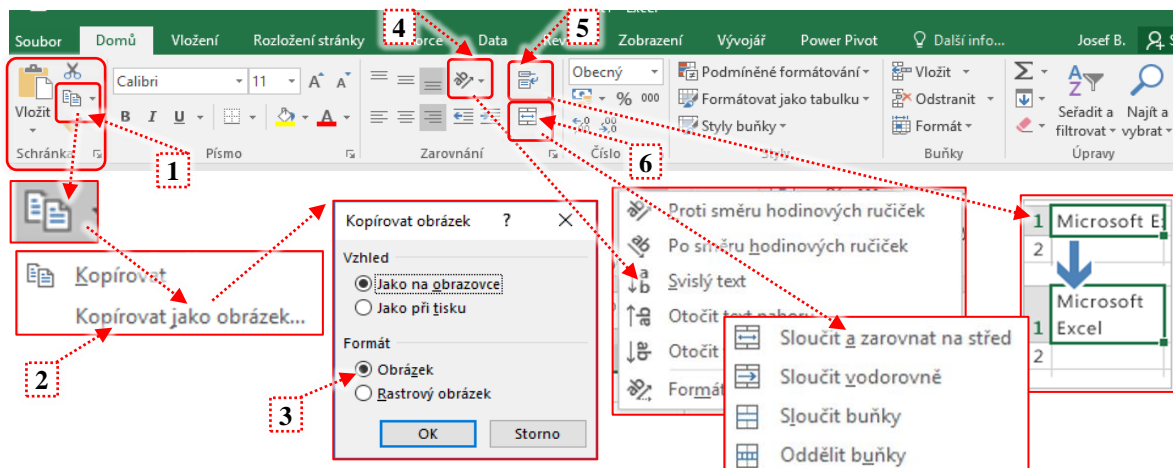 Excel
Soubor Domů Vložení Rozložení stránky Data Zobrazení Vývojář Power Pivot Další info... Josef B.
4
5
Vložit
Calibri 11 A A
B I U A
Obecný
% 000
Podmíněné formátování
Formátovat jako tabulku
Styly buňky
Vložit
Odstranit
Formát
Seřadit a filtrovat
Najít a vybrat
Schránka Písmo Zarovnání Číslo Styly Buňky Úpravy
1
6
Kopírovat
Kopírovat jako obrázek...
2
Kopírovat obrázek ?
Vzhled
Jako na obrazovce
Jako při tisku
Formát
Obrázek
Rastrový obrázek
3
OK Storno
Proti směru hodinových ručiček
Po směru hodinových ručiček
Svislý text
Otočit text nahoru
Otočit
Sloučit a zarovnat na střed
Sloučit vodorovně
Sloučit buňky
Oddělit buňky
1 Microsoft
2
Microsoft
1 Excel
2